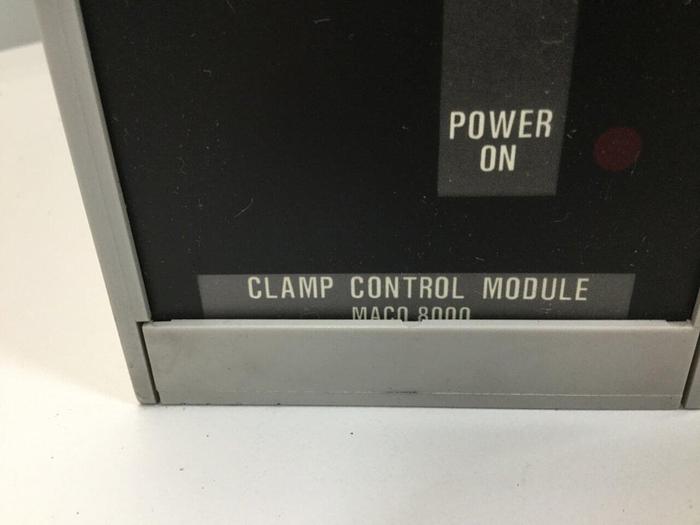 POWER
ON
CLAMP CONTROL MODULE
MACO 8000